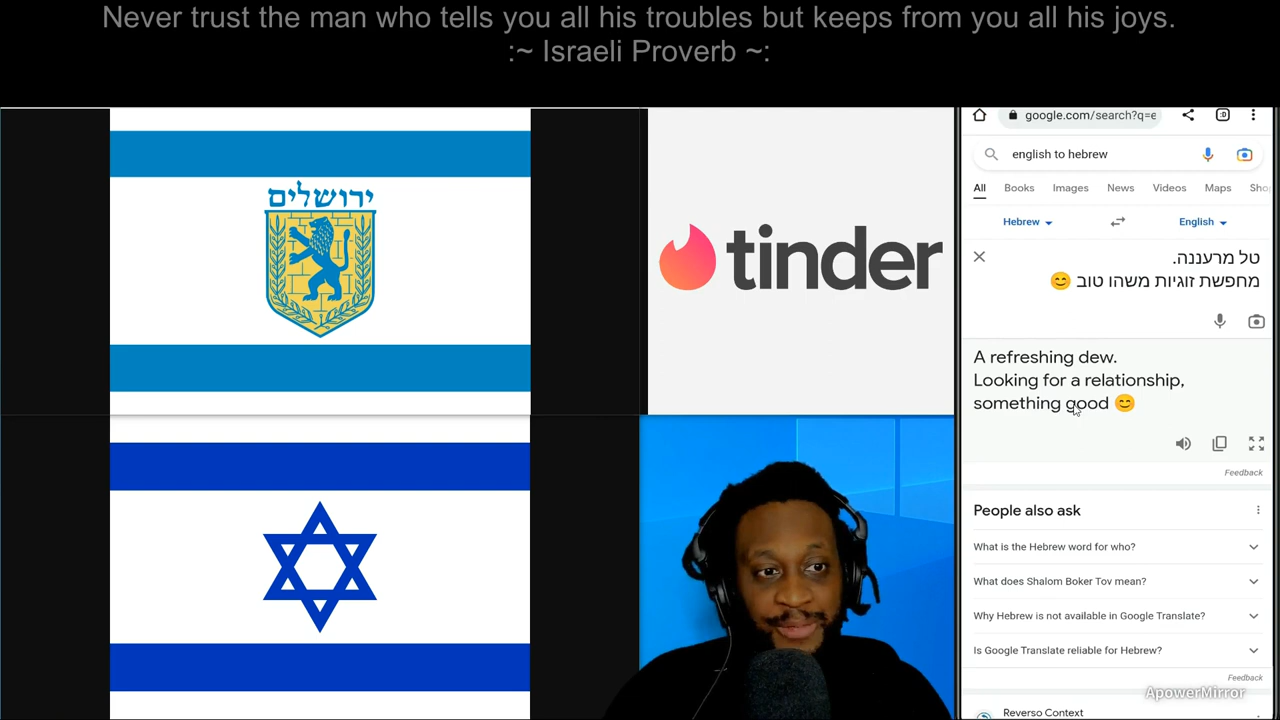 Never trust the man who tells you all his troubles but keeps from you all his joys.
:~ Israeli Proverb ~:
ירושלים
tinder
google.com/search?q=e
english to hebrew
All Books Images News Videos Maps Sho
Hebrew English
טל מרעננה.
מחפשת זוגיות משהו טוב 😊
A refreshing dew.
Looking for a relationship,
something good 😊
Feedback
People also ask
What is the Hebrew word for who?
What does Shalom Boker Tov mean?
Why Hebrew is not available in Google Translate?
Is Google Translate reliable for Hebrew?
Feedback
ApowerMirror
Reverso Context